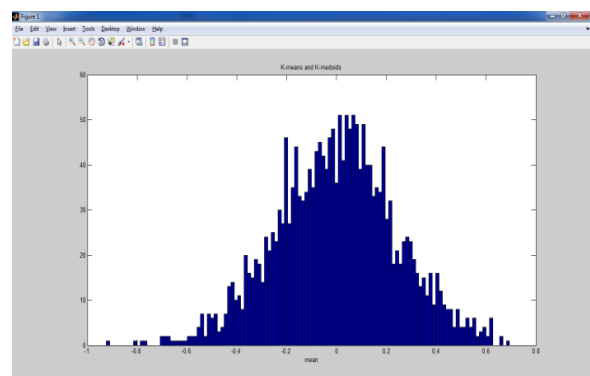 Figure 1
File Edit View Insert Tools Desktop Window Help
K-means and K-medoids
60
50
40
30
20
10
0
-1 -0.8 -0.6 -0.4 -0.2 0 0.2 0.4 0.6 0.8
mean